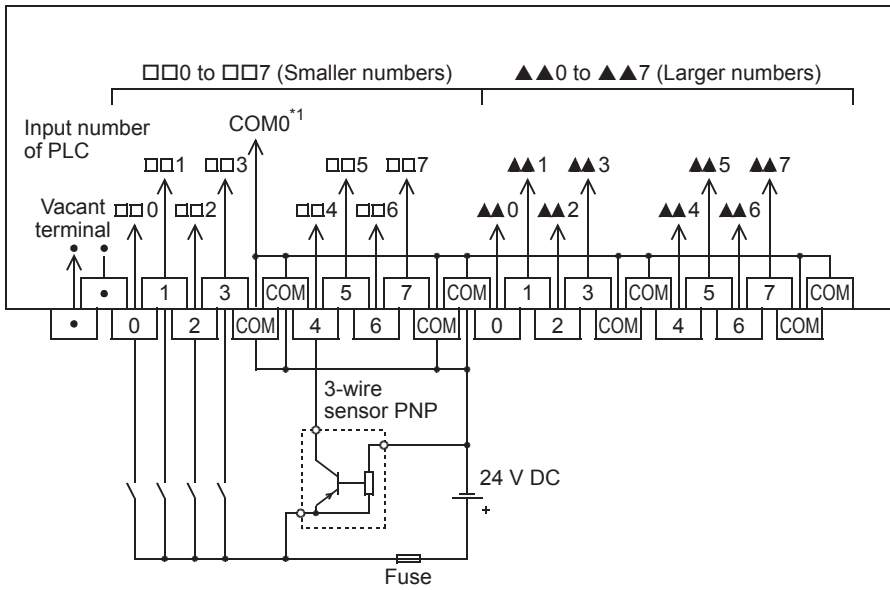 □□0 to □□7 (Smaller numbers) ▲▲0 to ▲▲7 (Larger numbers)
Input number
of PLC
COM0*1
□□1 □□3 □□5 □□7 ▲▲1 ▲▲3 ▲▲5 ▲▲7
Vacant
terminal
□□0 □□2 □□4 □□6 ▲▲0 ▲▲2 ▲▲4 ▲▲6
• 1 3 COM 5 7 COM 1 3 COM 5 7 COM
• 0 2 COM 4 6 COM 0 2 COM 4 6 COM
3-wire
sensor PNP
24 V DC
+
Fuse